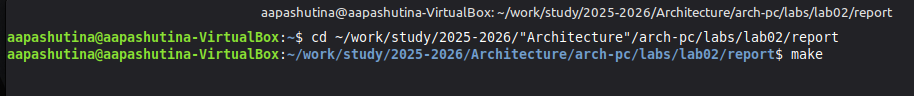 aapashutina@aapashutina-VirtualBox: ~/work/study/2025-2026/Architecture/arch-pc/labs/lab02/report
aapashutina@aapashutina-VirtualBox:~$ cd ~/work/study/2025-2026/"Architecture"/arch-pc/labs/lab02/report
aapashutina@aapashutina-VirtualBox:~/work/study/2025-2026/Architecture/arch-pc/labs/lab02/report$ make